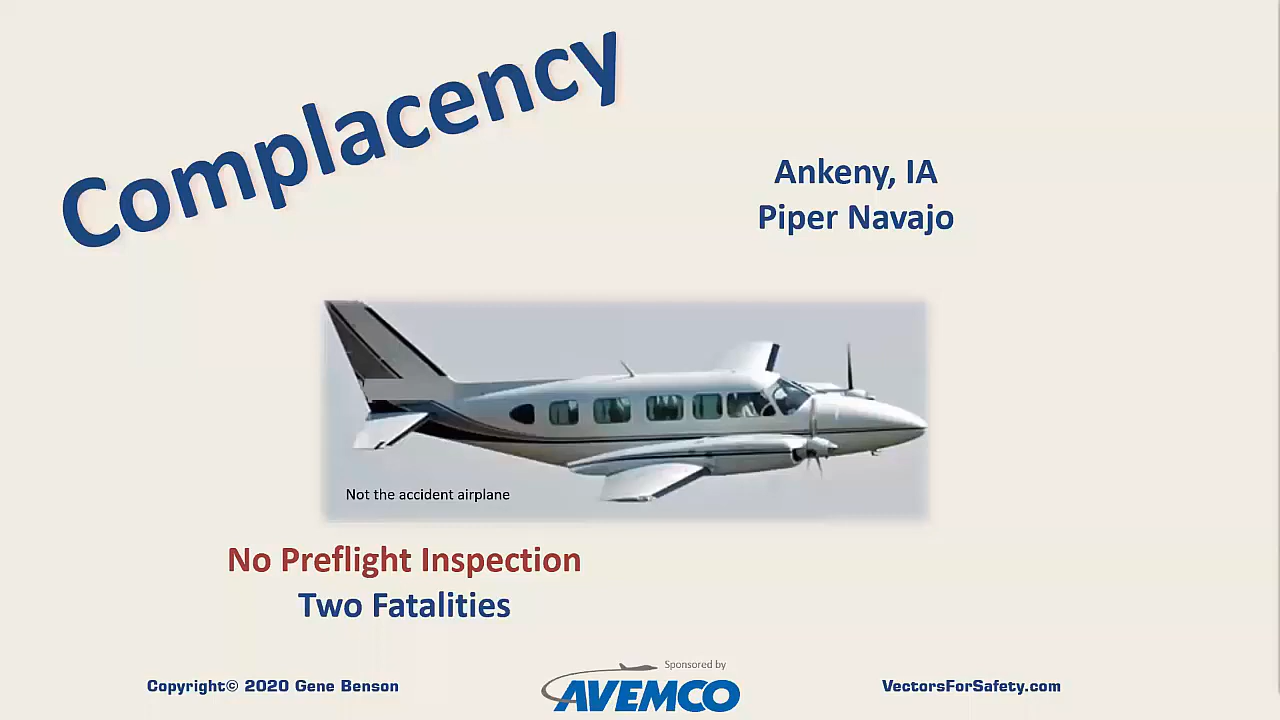 Complacency
Ankeny, IA
Piper Navajo
Not the accident airplane
No Preflight Inspection
Two Fatalities
Sponsored by
AVEMCO
Copyright© 2020 Gene Benson
VectorsForSafety.com